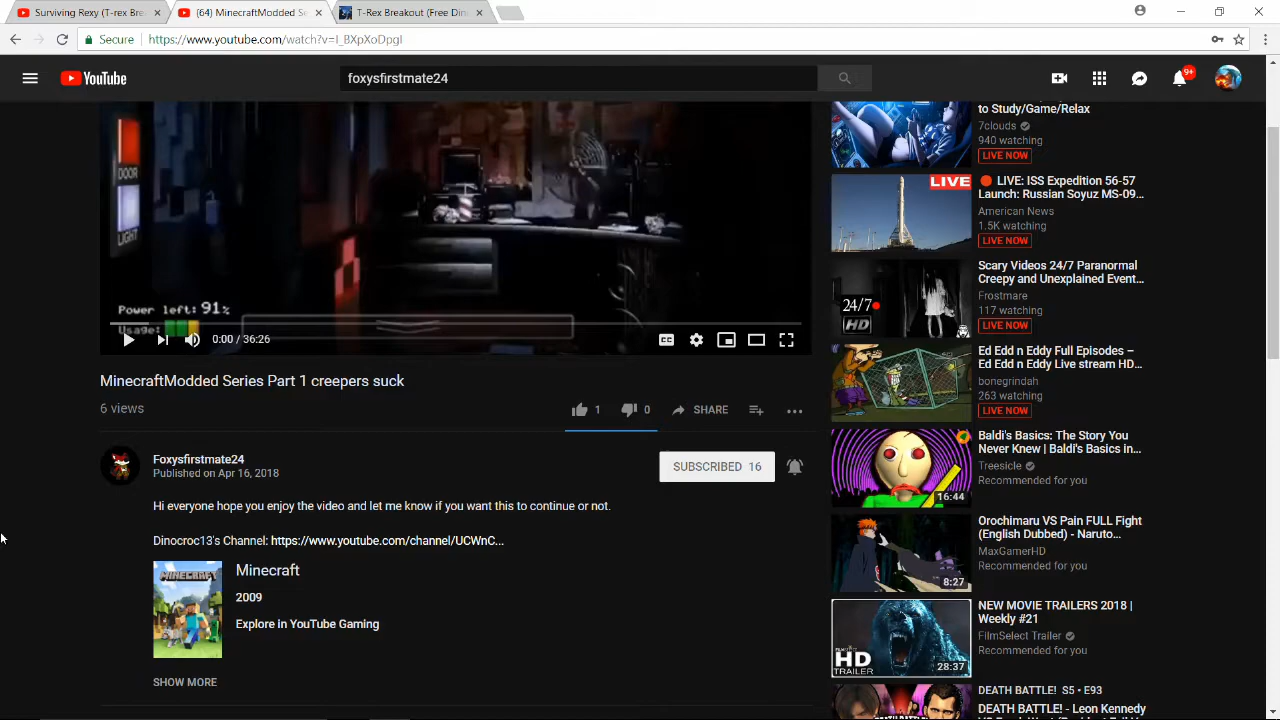 Surviving Rexy (T-rex Bre
(64) MinecraftModded Se
T-Rex Breakout (Free Din
Secure
https://www.youtube.com/watch?v=I_BXpXoDpgI
YouTube
foxysfirstmate24
9+
DOOR
LIGHT
Power left: 91%
Usage:
0:00 / 36:26
CC
MinecraftModded Series Part 1 creepers suck
6 views
1
0
SHARE
Foxysfirstmate24
Published on Apr 16, 2018
SUBSCRIBED 16
Hi everyone hope you enjoy the video and let me know if you want this to continue or not.
Dinocroc13's Channel: https://www.youtube.com/channel/UCWnC...
MINECRAFT
Minecraft
2009
Explore in YouTube Gaming
SHOW MORE
to Study/Game/Relax
7clouds
940 watching
LIVE NOW
LIVE
LIVE: ISS Expedition 56-57
Launch: Russian Soyuz MS-09...
American News
1.5K watching
LIVE NOW
24/7
HD
Scary Videos 24/7 Paranormal
Creepy and Unexplained Event...
Frostmare
117 watching
LIVE NOW
Ed Edd n Eddy Full Episodes –
Ed Edd n Eddy Live stream HD...
bonegrindah
263 watching
LIVE NOW
Baldi's Basics: The Story You
Never Knew | Baldi's Basics in...
Treesicle
Recommended for you
16:44
Orochimaru VS Pain FULL Fight
(English Dubbed) - Naruto...
MaxGamerHD
Recommended for you
8:27
NEW MOVIE TRAILERS 2018 |
Weekly #21
FilmSelect Trailer
Recommended for you
HD
TRAILER
28:37
DEATH BATTLE! S5 • E93
DEATH BATTLE! - Leon Kennedy